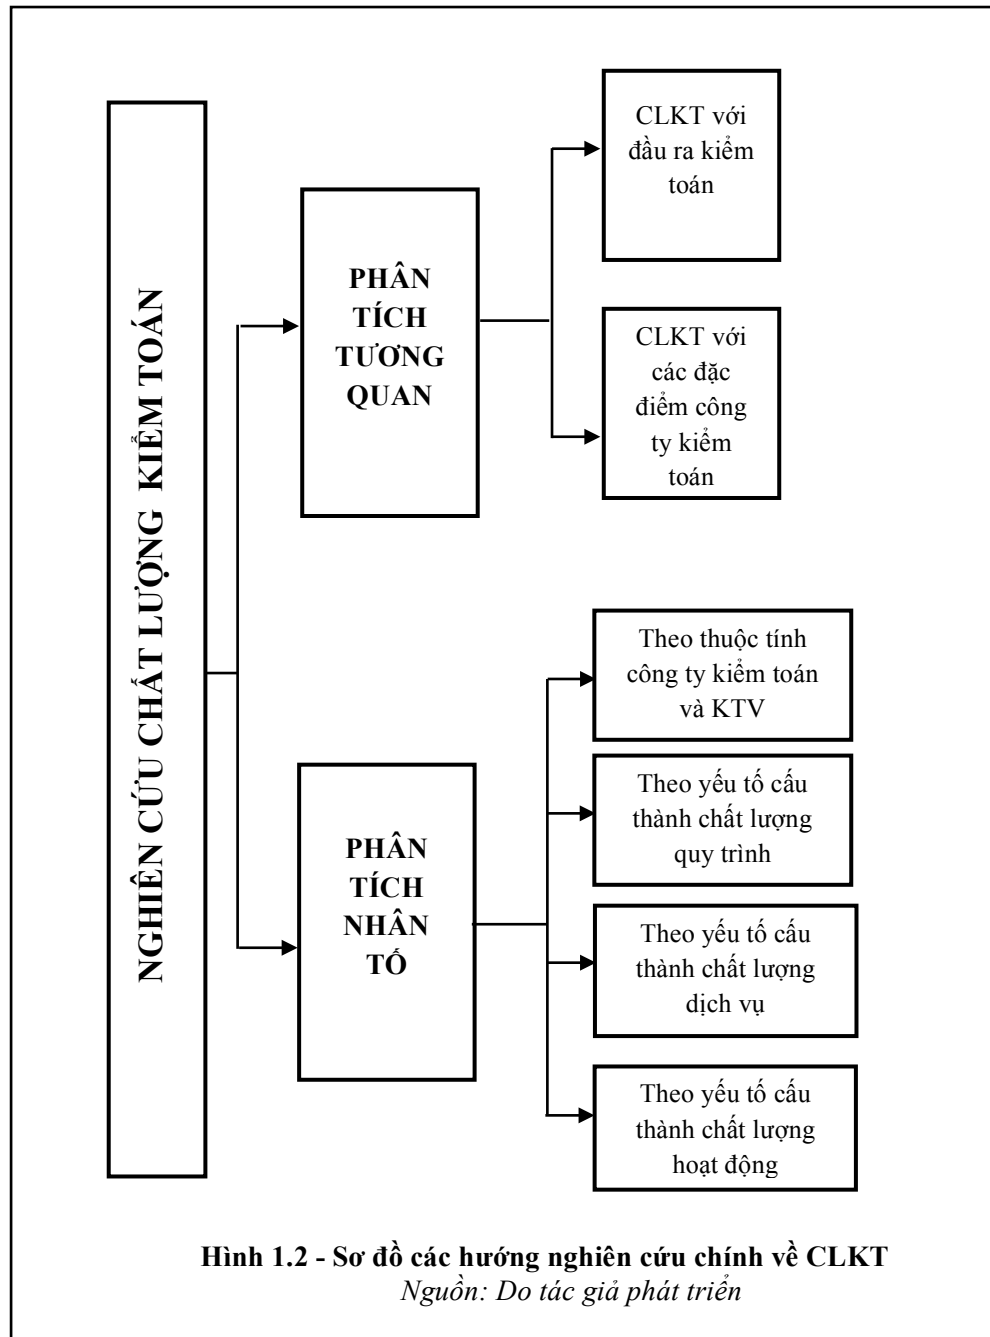 NGHIÊN CỨU CHẤT LƯỢNG KIỂM TOÁN
PHÂN
TÍCH
TƯƠNG
QUAN
CLKT với
đầu ra kiểm
toán
CLKT với
các đặc
điểm công
ty kiểm
toán
PHÂN
TÍCH
NHÂN
TỐ
Theo thuộc tính
công ty kiểm toán
và KTV
Theo yếu tố cấu
thành chất lượng
quy trình
Theo yếu tố cấu
thành chất lượng
dịch vụ
Theo yếu tố cấu
thành chất lượng
hoạt động
Hình 1.2 - Sơ đồ các hướng nghiên cứu chính về CLKT
Nguồn: Do tác giả phát triển